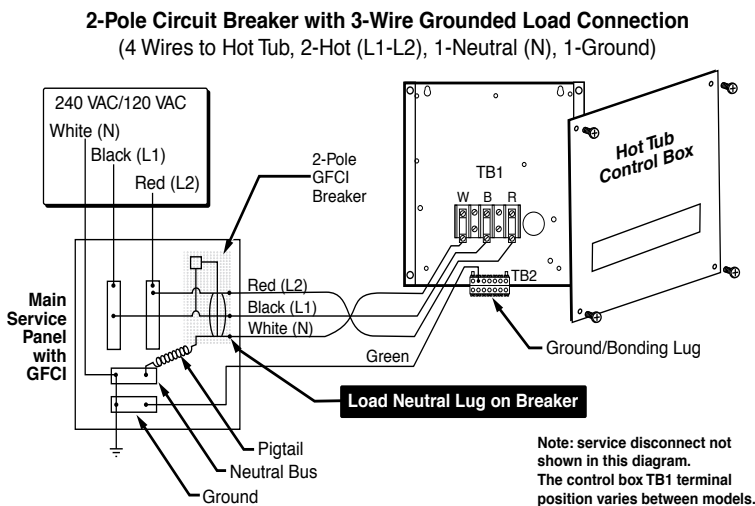 2-Pole Circuit Breaker with 3-Wire Grounded Load Connection
(4 Wires to Hot Tub, 2-Hot (L1-L2), 1-Neutral (N), 1-Ground)
240 VAC/120 VAC
White (N)
Black (L1)
Red (L2)
2-Pole
GFCI
Breaker
Hot Tub
Control Box
TB1
W B R
TB2
Main
Service
Panel
with
GFCI
Red (L2)
Black (L1)
White (N)
Green
Ground/Bonding Lug
Load Neutral Lug on Breaker
Pigtail
Neutral Bus
Ground
Note: service disconnect not
shown in this diagram.
The control box TB1 terminal
position varies between models.